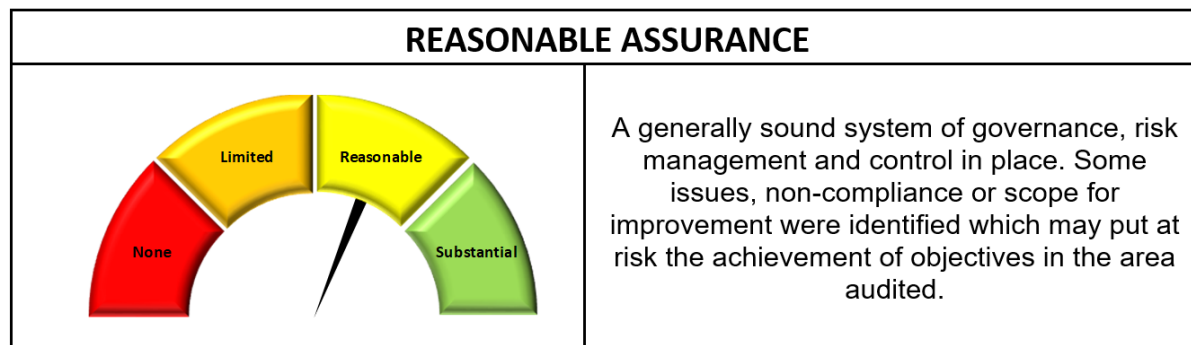 REASONABLE ASSURANCE
Limited
Reasonable
None
Substantial
A generally sound system of governance, risk
management and control in place. Some
issues, non-compliance or scope for
improvement were identified which may put at
risk the achievement of objectives in the area
audited.